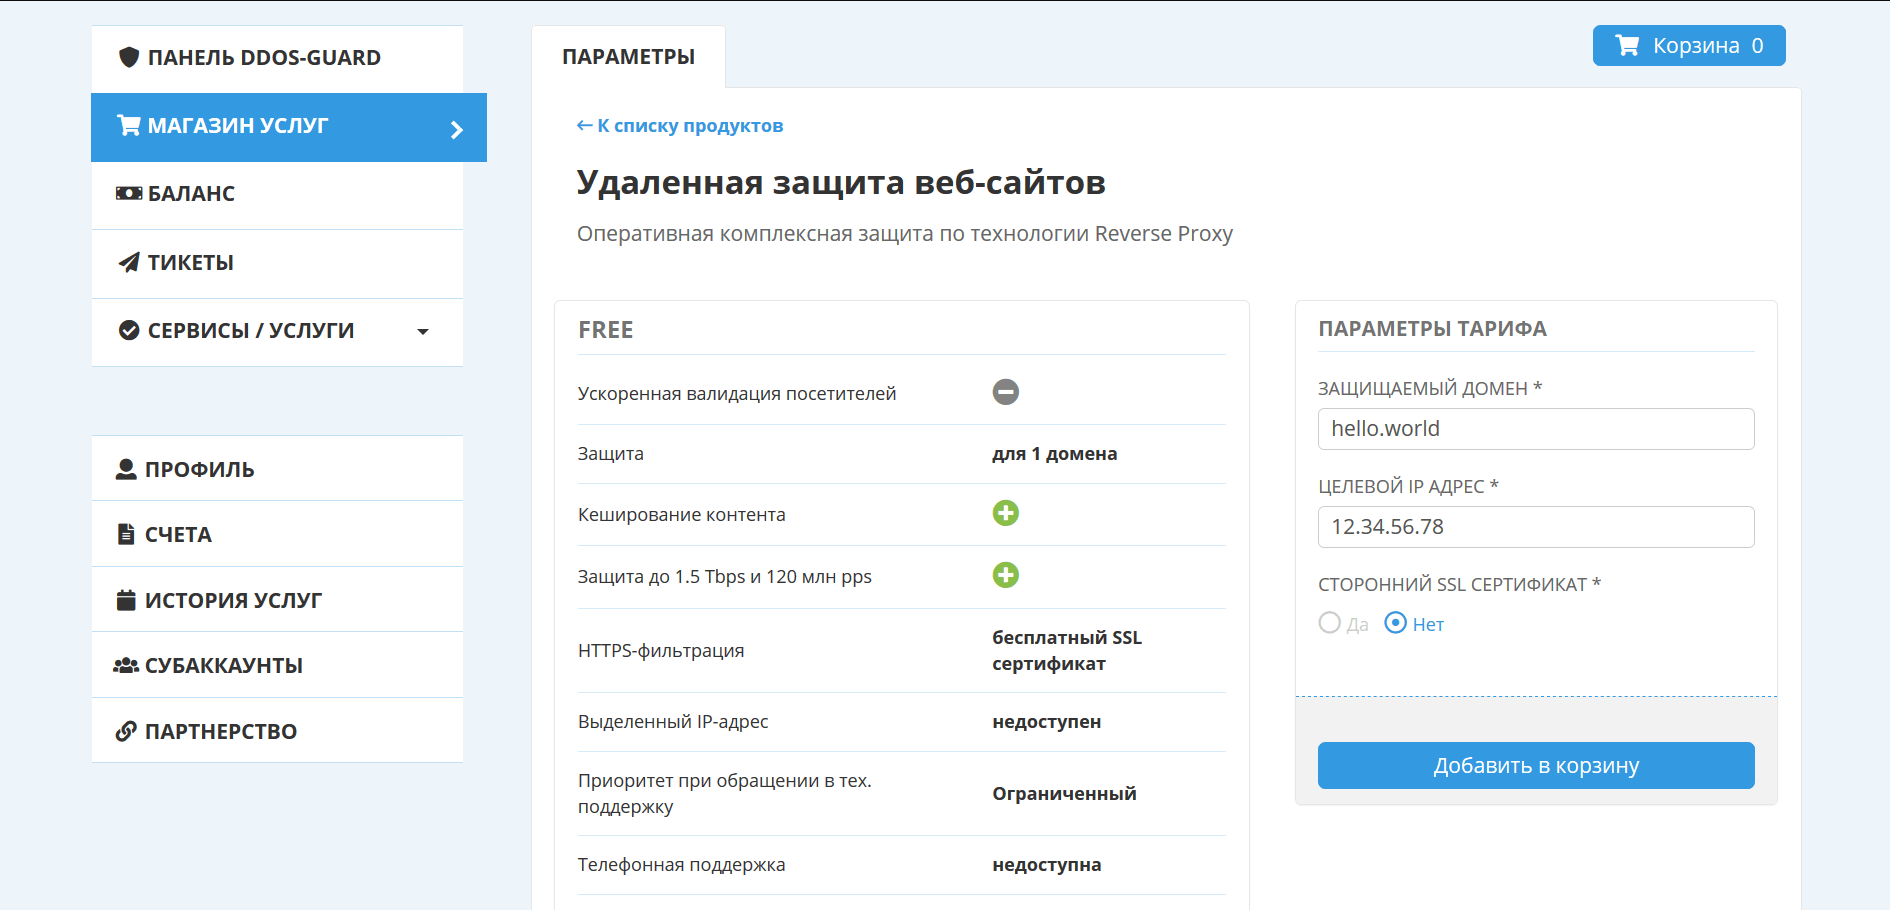 ПАНЕЛЬ DDOS-GUARD
МАГАЗИН УСЛУГ
БАЛАНС
ТИКЕТЫ
СЕРВИСЫ / УСЛУГИ
ПРОФИЛЬ
СЧЕТА
ИСТОРИЯ УСЛУГ
СУБАККАУНТЫ
ПАРТНЕРСТВО
ПАРАМЕТРЫ
Корзина 0
← К списку продуктов
Удаленная защита веб-сайтов
Оперативная комплексная защита по технологии Reverse Proxy
FREE
Ускоренная валидация посетителей
Защита для 1 домена
Кеширование контента
Защита до 1.5 Tbps и 120 млн pps
HTTPS-фильтрация
бесплатный SSL
сертификат
Выделенный IP-адрес недоступен
Приоритет при обращении в тех.
поддержку
Ограниченный
Телефонная поддержка недоступна
ПАРАМЕТРЫ ТАРИФА
ЗАЩИЩАЕМЫЙ ДОМЕН *
hello.world
ЦЕЛЕВОЙ IP АДРЕС *
12.34.56.78
СТОРОННИЙ SSL СЕРТИФИКАТ *
Да Нет
Добавить в корзину